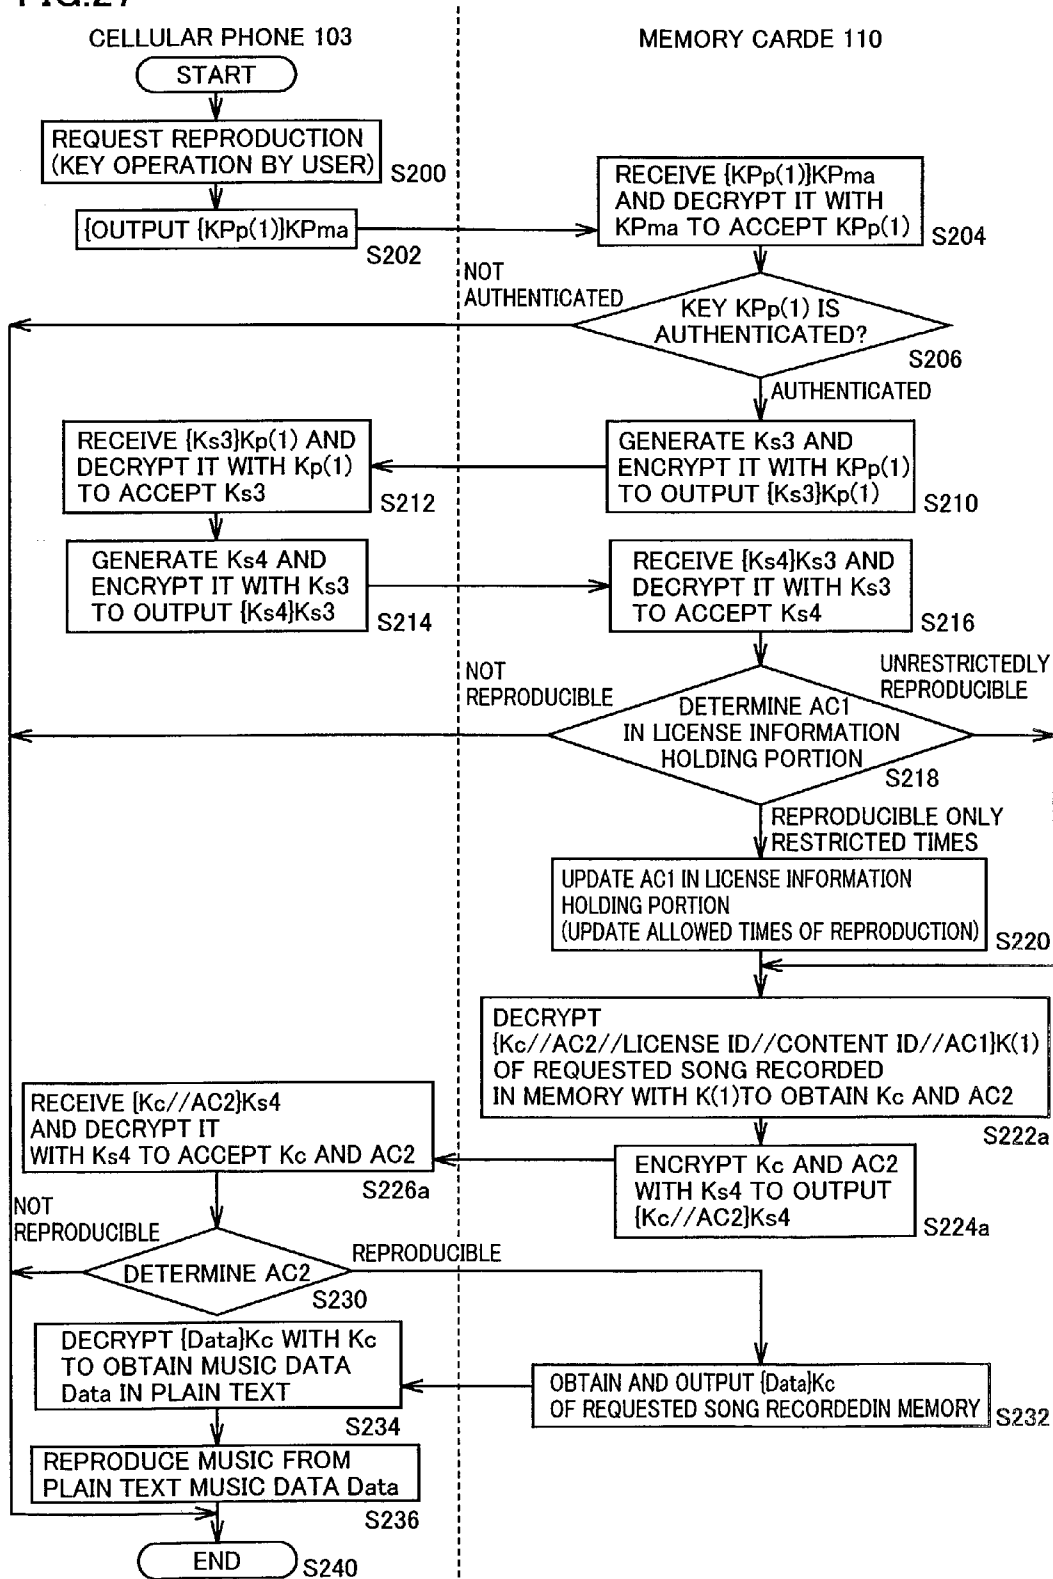 CELLULAR PHONE 103
MEMORY CARDE 110
START
REQUEST REPRODUCTION
(KEY OPERATION BY USER)
S200
{OUTPUT {KPp(1)}KPma
S202
RECEIVE {KPp(1)}KPma
AND DECRYPT IT WITH
KPma TO ACCEPT KPp(1)
S204
NOT
AUTHENTICATED
KEY KPp(1) IS
AUTHENTICATED?
S206
AUTHENTICATED
GENERATE Ks3 AND
ENCRYPT IT WITH KPp(1)
TO OUTPUT {Ks3}Kp(1)
S210
RECEIVE {Ks3}Kp(1) AND
DECRYPT IT WITH Kp(1)
TO ACCEPT Ks3
S212
GENERATE Ks4 AND
ENCRYPT IT WITH Ks3
TO OUTPUT {Ks4}Ks3
S214
RECEIVE {Ks4}Ks3 AND
DECRYPT IT WITH Ks3
TO ACCEPT Ks4
S216
NOT
REPRODUCIBLE
UNRESTRICTEDLY
REPRODUCIBLE
DETERMINE AC1
IN LICENSE INFORMATION
HOLDING PORTION
S218
REPRODUCIBLE ONLY
RESTRICTED TIMES
UPDATE AC1 IN LICENSE INFORMATION
HOLDING PORTION
(UPDATE ALLOWED TIMES OF REPRODUCTION)
S220
DECRYPT
{Kc//AC2//LICENSE ID//CONTENT ID//AC1}K(1)
OF REQUESTED SONG RECORDED
IN MEMORY WITH K(1)TO OBTAIN Kc AND AC2
S222a
ENCRYPT Kc AND AC2
WITH Ks4 TO OUTPUT
{Kc//AC2}Ks4
S224a
RECEIVE {Kc//AC2}Ks4
AND DECRYPT IT
WITH Ks4 TO ACCEPT Kc AND AC2
S226a
NOT
REPRODUCIBLE
REPRODUCIBLE
DETERMINE AC2
S230
OBTAIN AND OUTPUT {Data}Kc
OF REQUESTED SONG RECORDEDIN MEMORY
S232
DECRYPT {Data}Kc WITH Kc
TO OBTAIN MUSIC DATA
Data IN PLAIN TEXT
S234
REPRODUCE MUSIC FROM
PLAIN TEXT MUSIC DATA Data
S236
END
S240